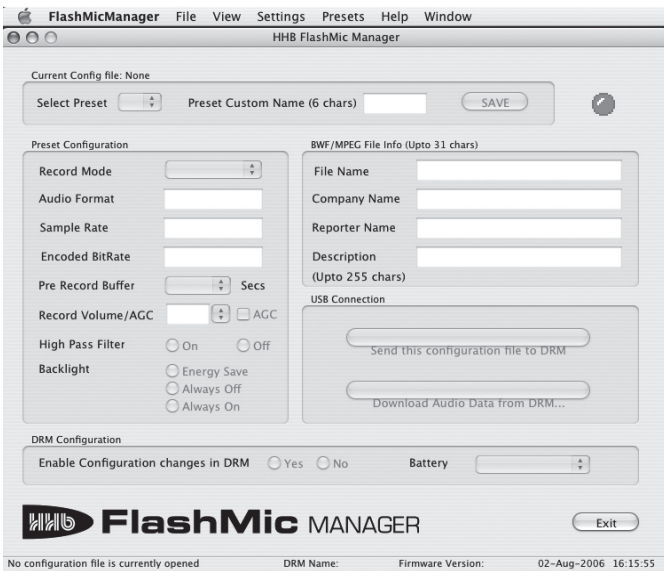 FlashMicManager File View Settings Presets Help Window
HHB FlashMic Manager
Current Config file: None
Select Preset Preset Custom Name (6 chars) SAVE
Preset Configuration
Record Mode
Audio Format
Sample Rate
Encoded BitRate
Pre Record Buffer Secs
Record Volume/AGC AGC
High Pass Filter On Off
Backlight Energy Save
Always Off
Always On
BWF/MPEG File Info (Upto 31 chars)
File Name
Company Name
Reporter Name
Description
(Upto 255 chars)
USB Connection
Send this configuration file to DRM
Download Audio Data from DRM...
DRM Configuration
Enable Configuration changes in DRM Yes No Battery
HHB FlashMic MANAGER
Exit
No configuration file is currently opened DRM Name: Firmware Version: 02-Aug-2006 16:15:55